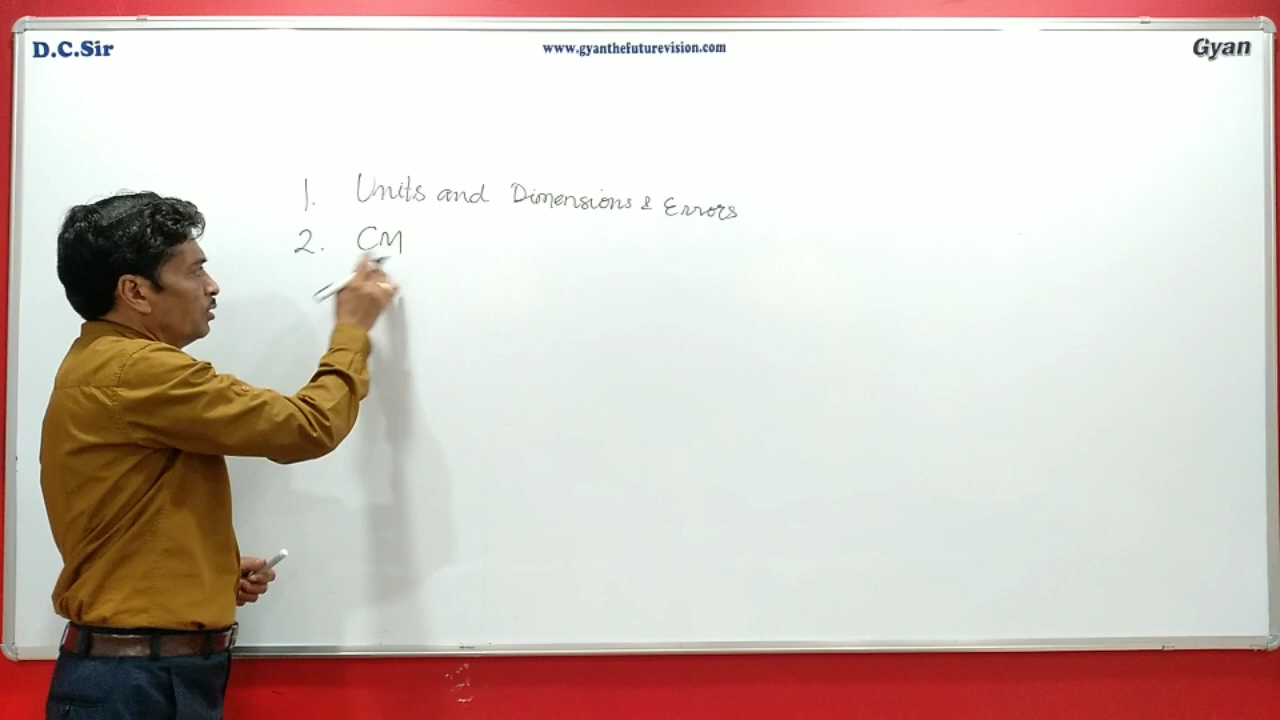 D.C.Sir
www.gyanthefuturevision.com
Gyan
1. Units and Dimensions & Errors
2. CM